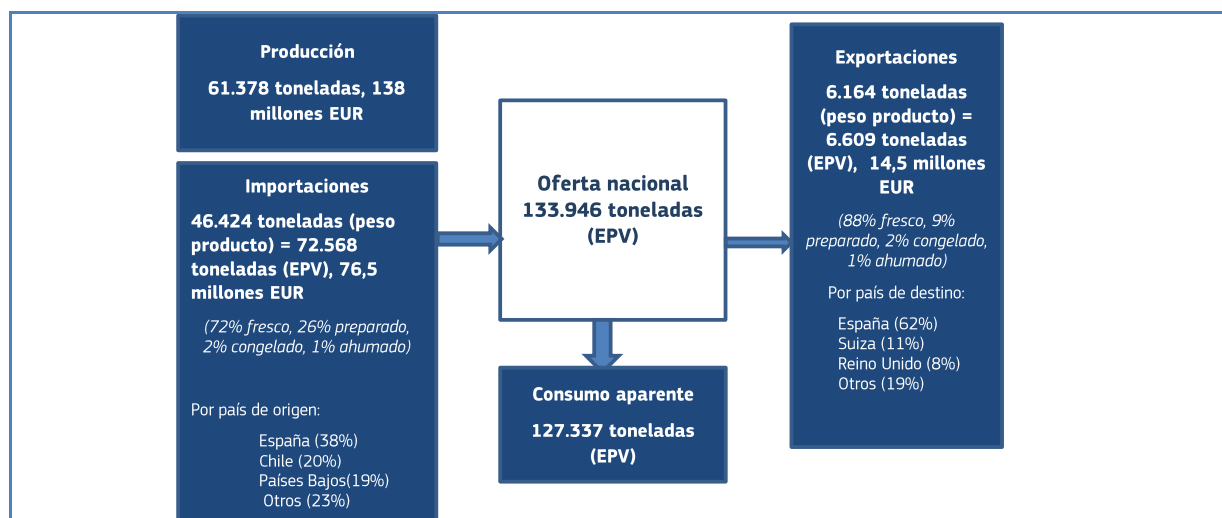 Producción
61.378 toneladas, 138
millones EUR
Importaciones
46.424 toneladas (peso
producto) = 72.568
toneladas (EPV), 76,5
millones EUR
(72% fresco, 26% preparado,
2% congelado, 1% ahumado)
Por país de origen:
España (38%)
Chile (20%)
Países Bajos(19%)
Otros (23%)
Oferta nacional
133.946 toneladas
(EPV)
Consumo aparente
127.337 toneladas
(EPV)
Exportaciones
6.164 toneladas
(peso producto) =
6.609 toneladas
(EPV), 14,5 millones
EUR
(88% fresco, 9%
preparado, 2% congelado,
1% ahumado)
Por país de destino:
España (62%)
Suiza (11%)
Reino Unido (8%)
Otros (19%)